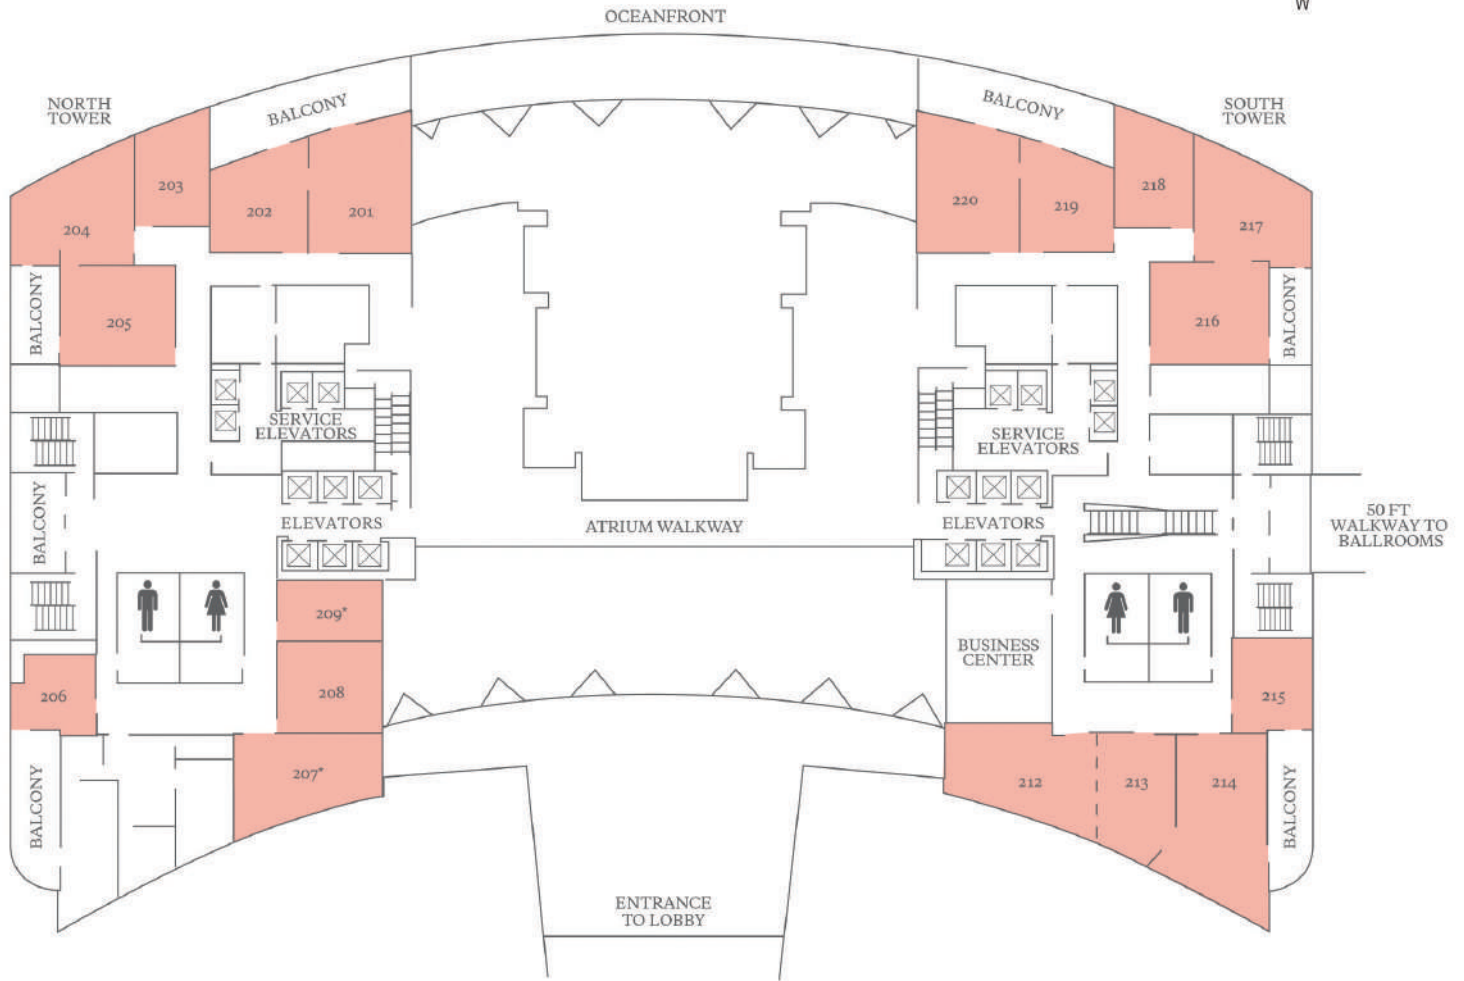 W
OCEANFRONT
NORTH
TOWER
BALCONY
BALCONY
SOUTH
TOWER
203
202
201
204
205
BALCONY
220
219
218
217
216
BALCONY
SERVICE
ELEVATORS
SERVICE
ELEVATORS
BALCONY
ELEVATORS
ATRIUM WALKWAY
ELEVATORS
50 FT
WALKWAY TO
BALLROOMS
209*
208
206
207*
BALCONY
BUSINESS
CENTER
215
212
213
214
BALCONY
ENTRANCE
TO LOBBY